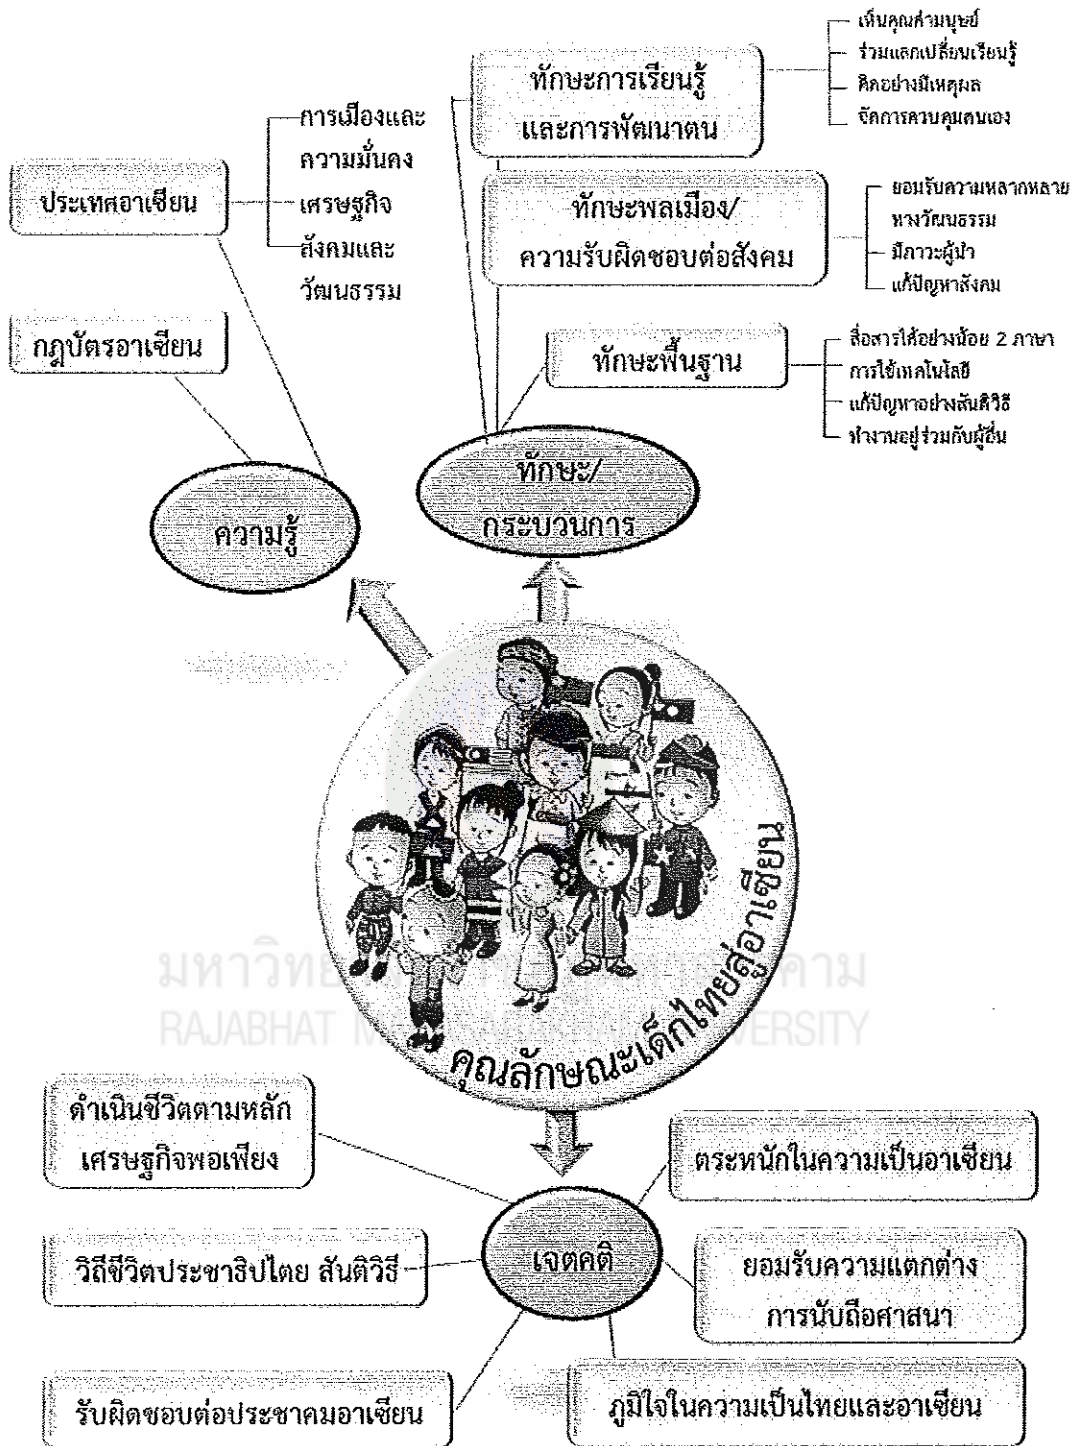 เห็นคุณค่ามนุษย์
ร่วมแลกเปลี่ยนเรียนรู้
คิดอย่างมีเหตุผล
จัดการควบคุมตนเอง
ทักษะการเรียนรู้
และการพัฒนาตน
การเมืองและ
ความมั่นคง
เศรษฐกิจ
สังคมและ
วัฒนธรรม
ประเทศอาเซียน
ทักษะพลเมือง/
ความรับผิดชอบต่อสังคม
ยอมรับความหลากหลาย
ทางวัฒนธรรม
มีภาวะผู้นำ
แก้ปัญหาสังคม
กฎบัตรอาเซียน
ทักษะพื้นฐาน
สื่อสารได้อย่างน้อย 2 ภาษา
การใช้เทคโนโลยี
แก้ปัญหาอย่างสันติวิธี
ทำงานอยู่ร่วมกับผู้อื่น
ความรู้
ทักษะ/
กระบวนการ
คุณลักษณะเด็กไทยสู่อาเซียน
RAJABHAT
ดำเนินชีวิตตามหลัก
เศรษฐกิจพอเพียง
ตระหนักในความเป็นอาเซียน
เจตคติ
วิถีชีวิตประชาธิปไตย สันติวิธี
ยอมรับความแตกต่าง
การนับถือศาสนา
รับผิดชอบต่อประชาคมอาเซียน
ภูมิใจในความเป็นไทยและอาเซียน